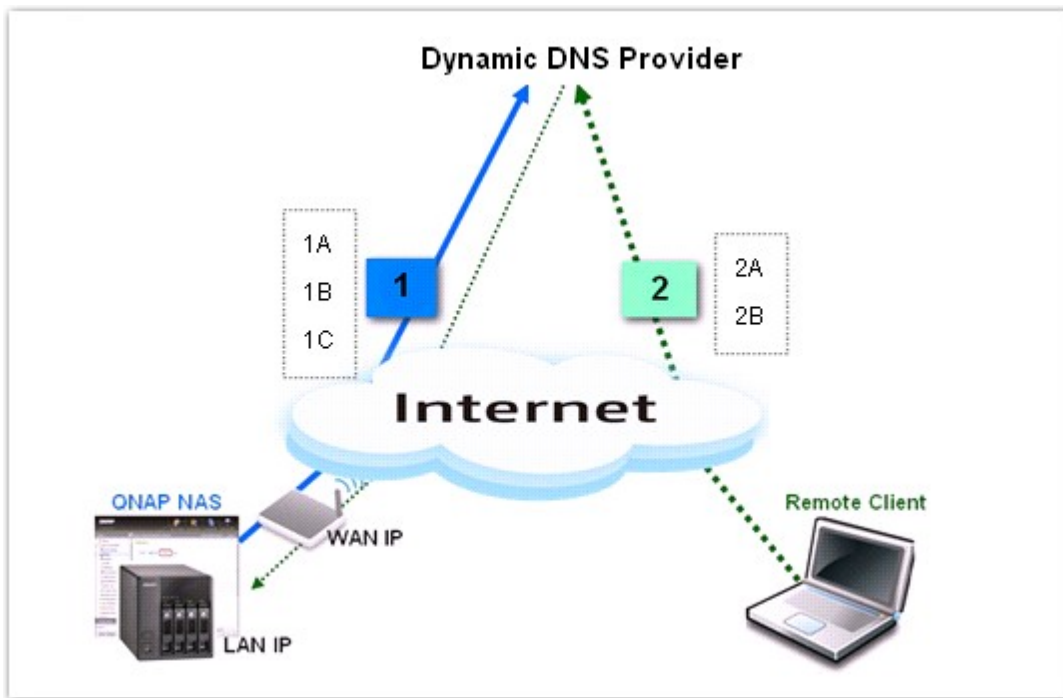 Dynamic DNS Provider
1A
1B
1C
1
2
2A
2B
Internet
QNAP NAS
WAN IP
LAN IP
Remote Client